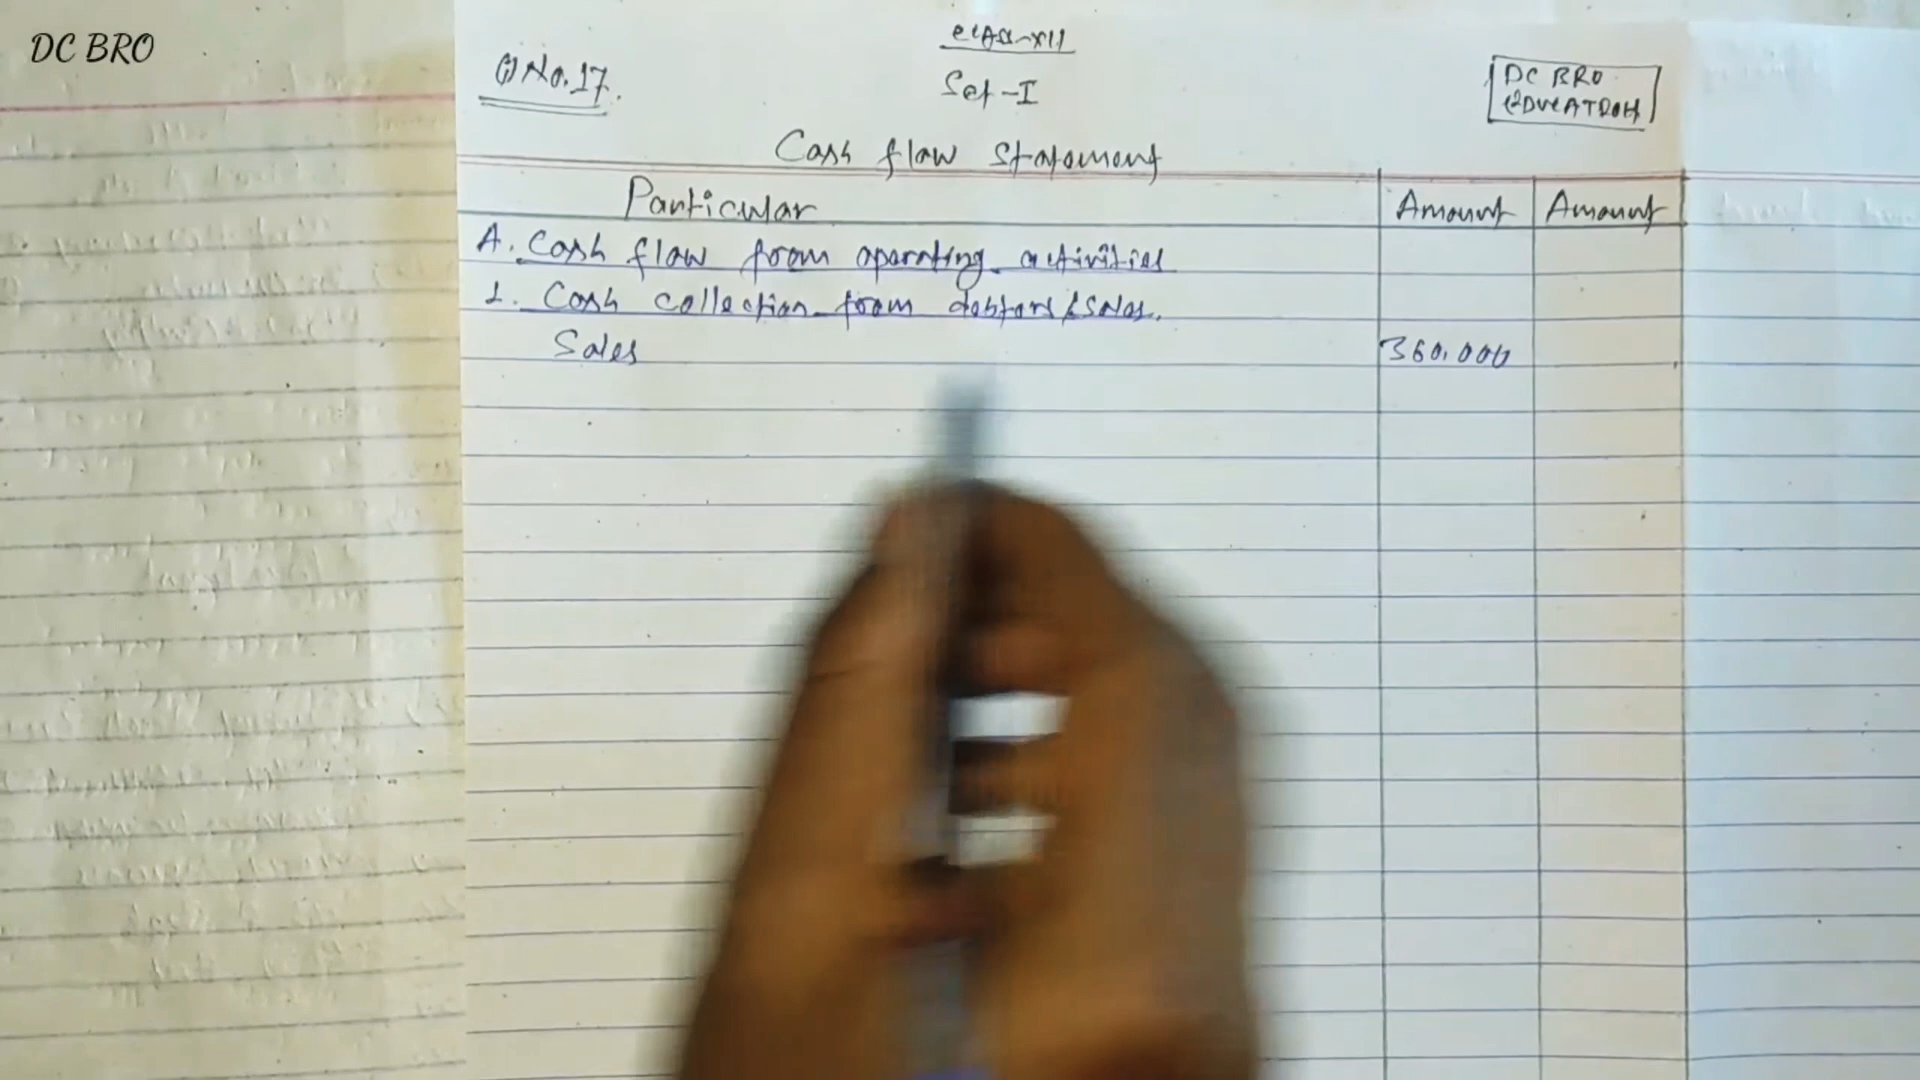 DC BRO
CLASS-XII
Q No. 17.
Set-I
DC BRO
EDUCATION
Cash flow statement
Particular Amount Amount
A. Cash flow from operating activities
1. Cash collection from debtors/sales.
Sales 360,000